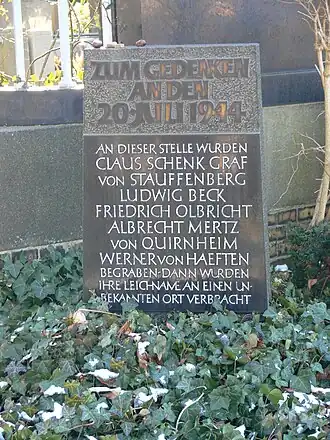 ZUM GEDENKEN
AN DEN
20·JULI 1944
AN DIESER STELLE WURDEN
CLAUS SCHENK GRAF
VON STAUFFENBERG
LUDWIG BECK
FRIEDRICH OLBRICHT
ALBRECHT MERTZ
VON QUIRNHEIM
WERNER VON HAEFTEN
BEGRABEN·DANN WURDEN
IHRE LEICHNAME AN EINEN UN-
BEKANNTEN ORT VERBRACHT